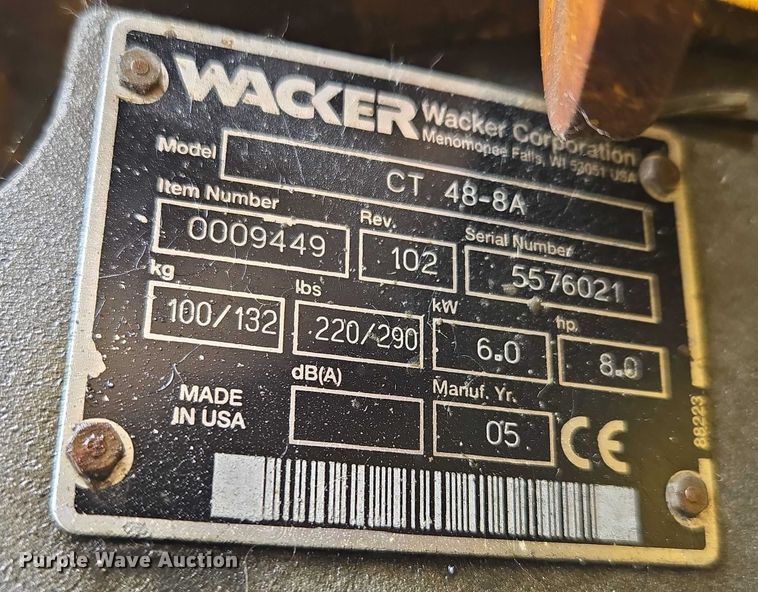 WACKER
Wacker Corporation
Menomonee Falls, WI 53051 USA
Model CT 48-8A
Item Number Rev. Serial Number
0009449 102 5576021
kg lbs kW hp.
100/132 220/290 6.0 8.0
dB(A) Manuf. Yr.
MADE
IN USA
05 CE
88223
Purple Wave Auction